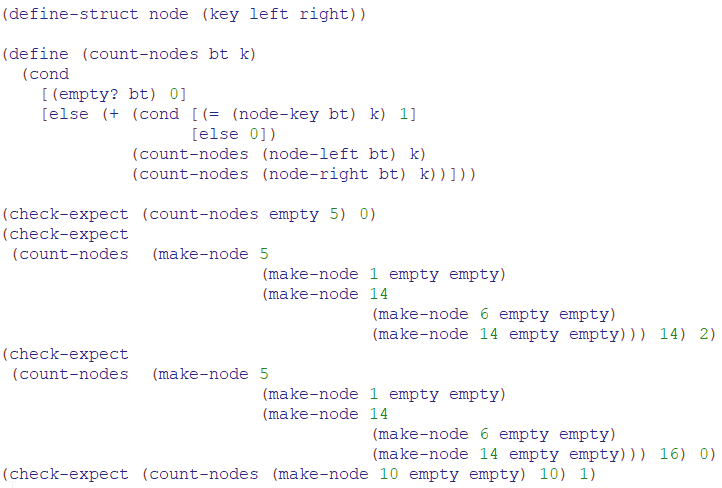 (define-struct node (key left right))

(define (count-nodes bt k)
  (cond
    [(empty? bt) 0]
    [else (+ (cond [(= (node-key bt) k) 1]
                   [else 0])
             (count-nodes (node-left bt) k)
             (count-nodes (node-right bt) k))]))

(check-expect (count-nodes empty 5) 0)
(check-expect
 (count-nodes  (make-node 5
                          (make-node 1 empty empty)
                          (make-node 14
                                     (make-node 6 empty empty)
                                     (make-node 14 empty empty))) 14) 2)
(check-expect
 (count-nodes  (make-node 5
                          (make-node 1 empty empty)
                          (make-node 14
                                     (make-node 6 empty empty)
                                     (make-node 14 empty empty))) 16) 0)
(check-expect (count-nodes (make-node 10 empty empty) 10) 1)